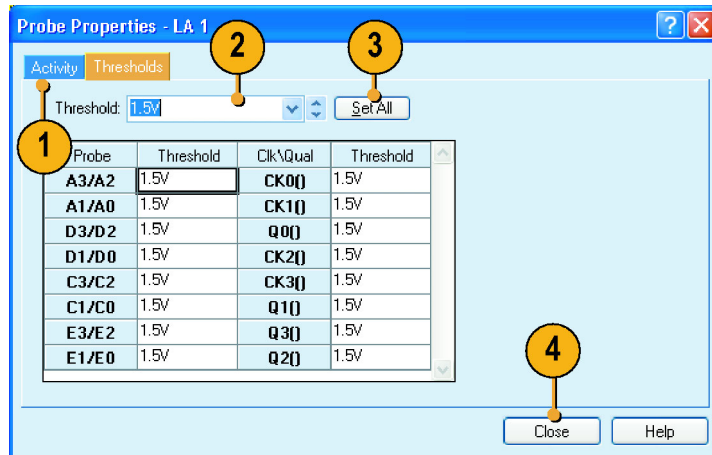 Probe Properties - LA 1
2
3
Activity Thresholds
Threshold: 1.5V Set All
1
Probe Threshold Clk\Qual Threshold
A3/A2 1.5V CK0() 1.5V
A1/A0 1.5V CK1() 1.5V
D3/D2 1.5V Q0() 1.5V
D1/D0 1.5V CK2() 1.5V
C3/C2 1.5V CK3() 1.5V
C1/C0 1.5V Q1() 1.5V
E3/E2 1.5V Q3() 1.5V
E1/E0 1.5V Q2() 1.5V
4
Close Help